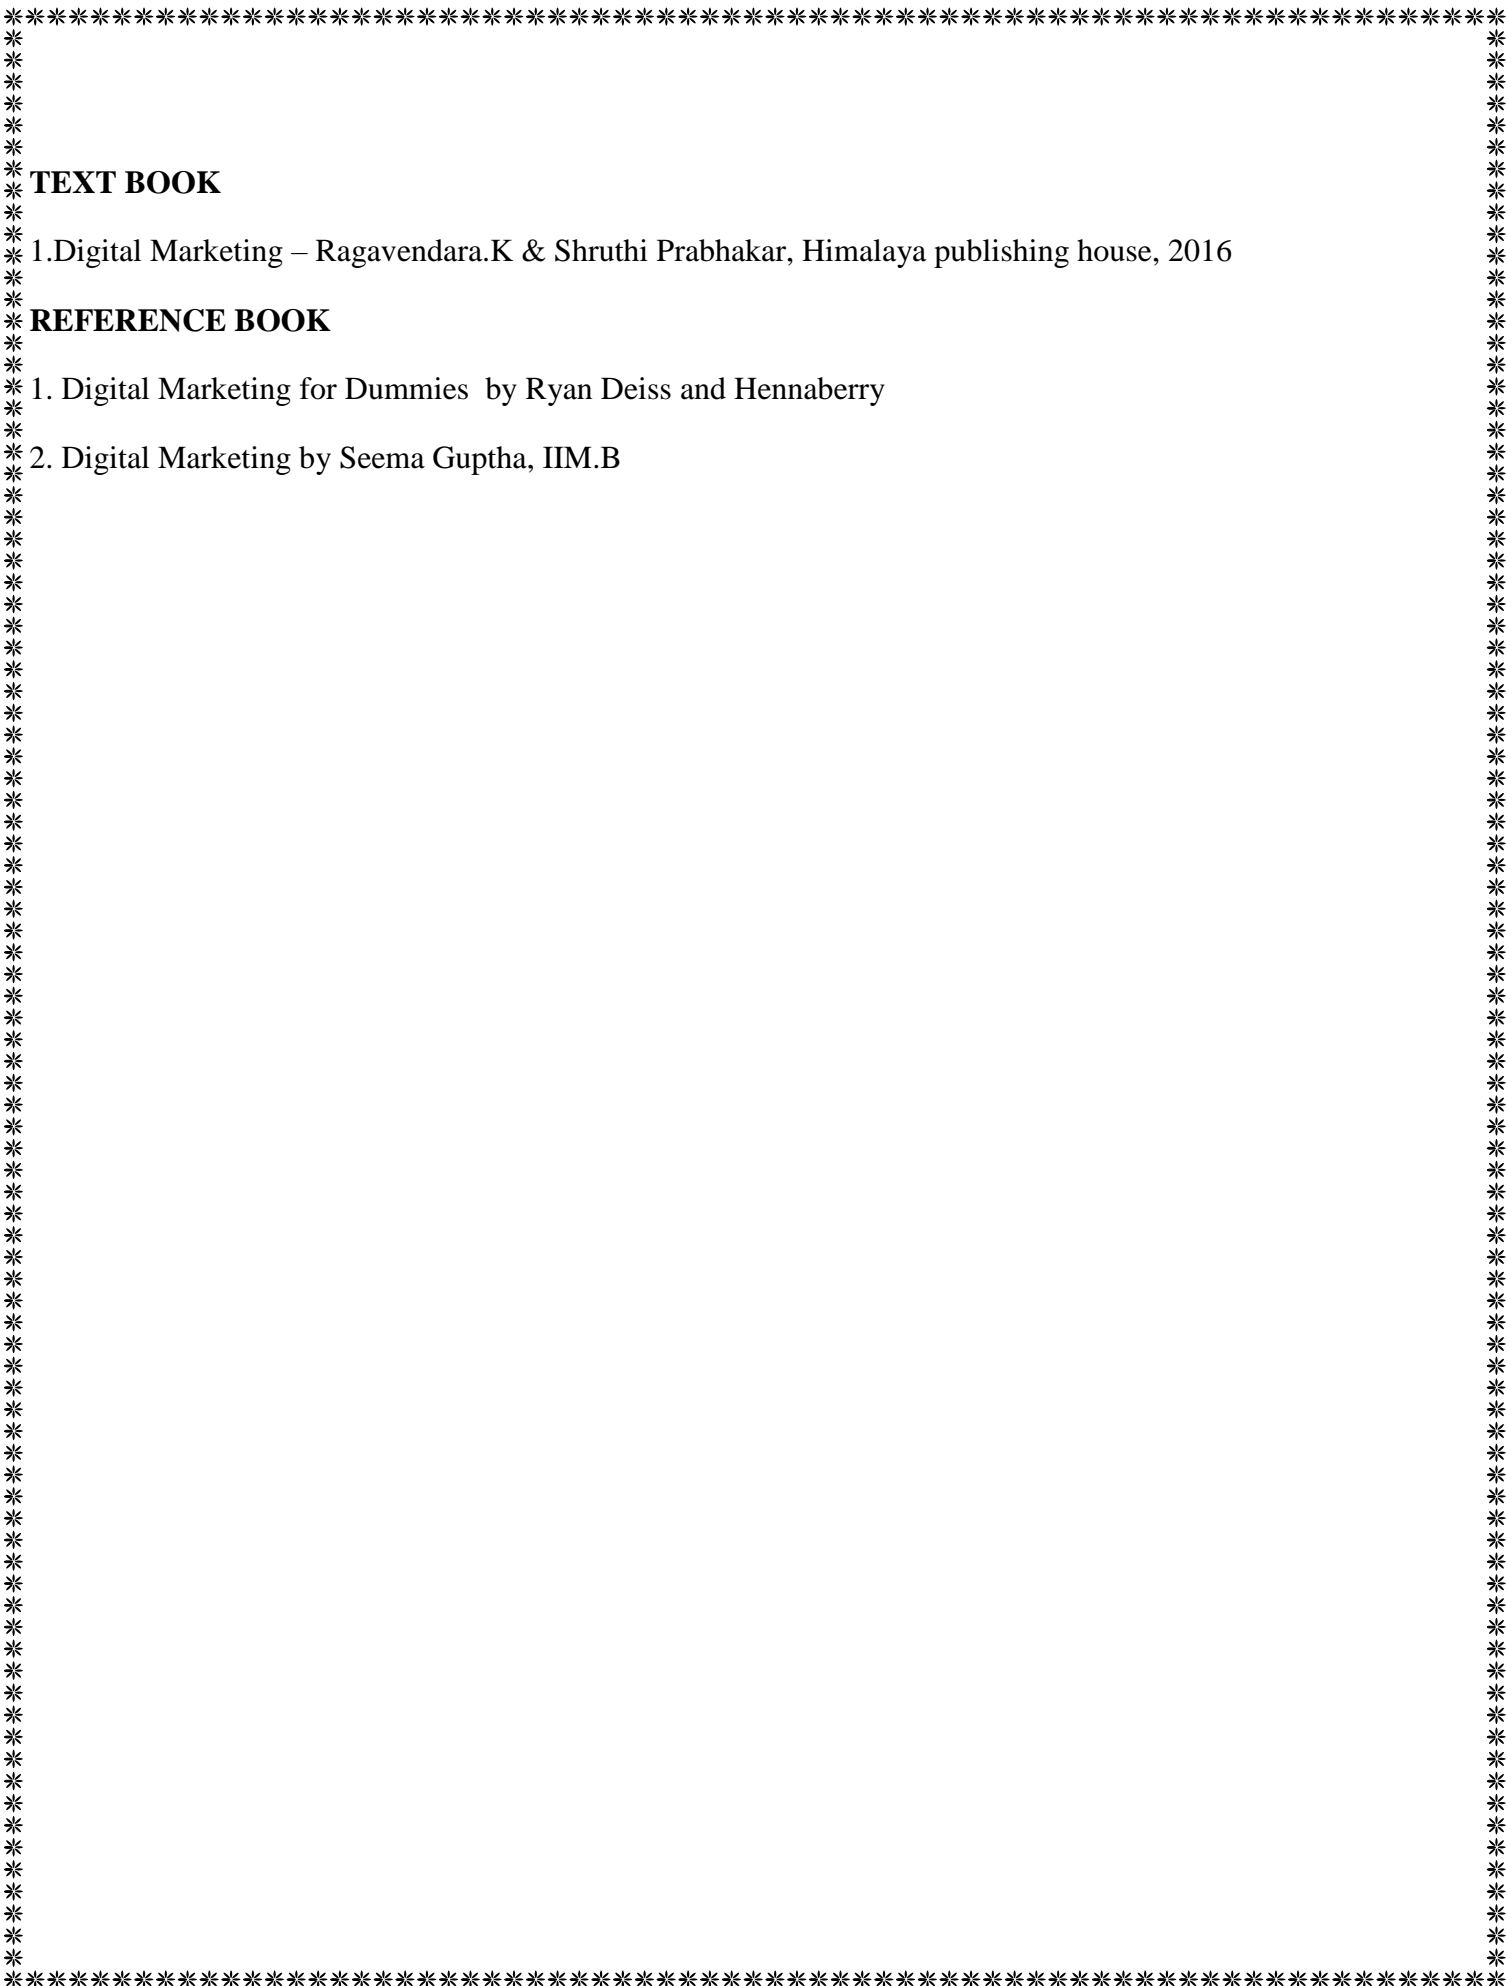 TEXT BOOK
1.Digital Marketing – Ragavendara.K & Shruthi Prabhakar, Himalaya publishing house, 2016
REFERENCE BOOK
1. Digital Marketing for Dummies  by Ryan Deiss and Hennaberry
2. Digital Marketing by Seema Guptha, IIM.B